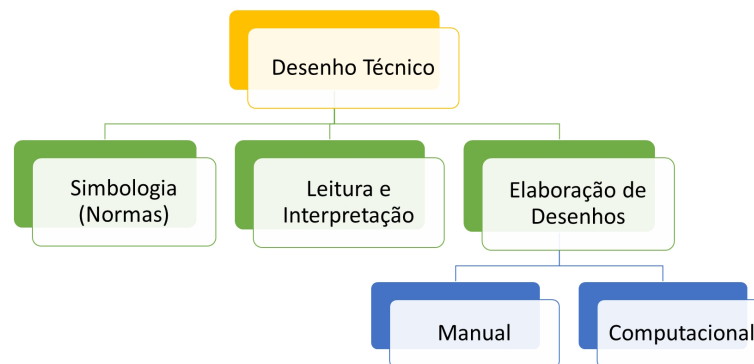 Desenho Técnico
Simbologia
(Normas)
Leitura e
Interpretação
Elaboração de
Desenhos
Manual
Computacional